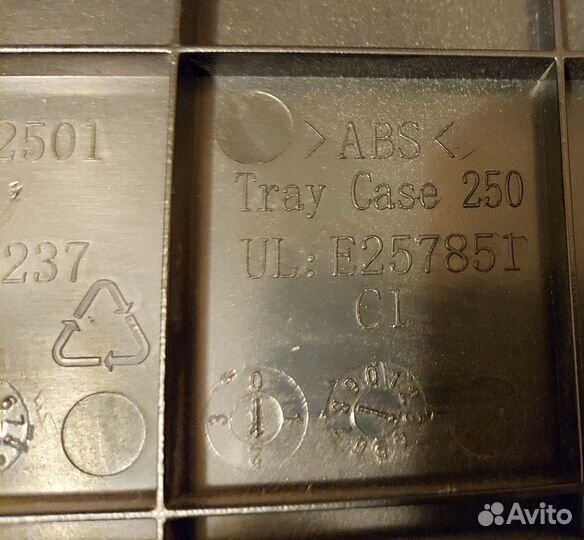 2501
237
>ABS<
Tray Case 250
UL: E257851
C1
Avito